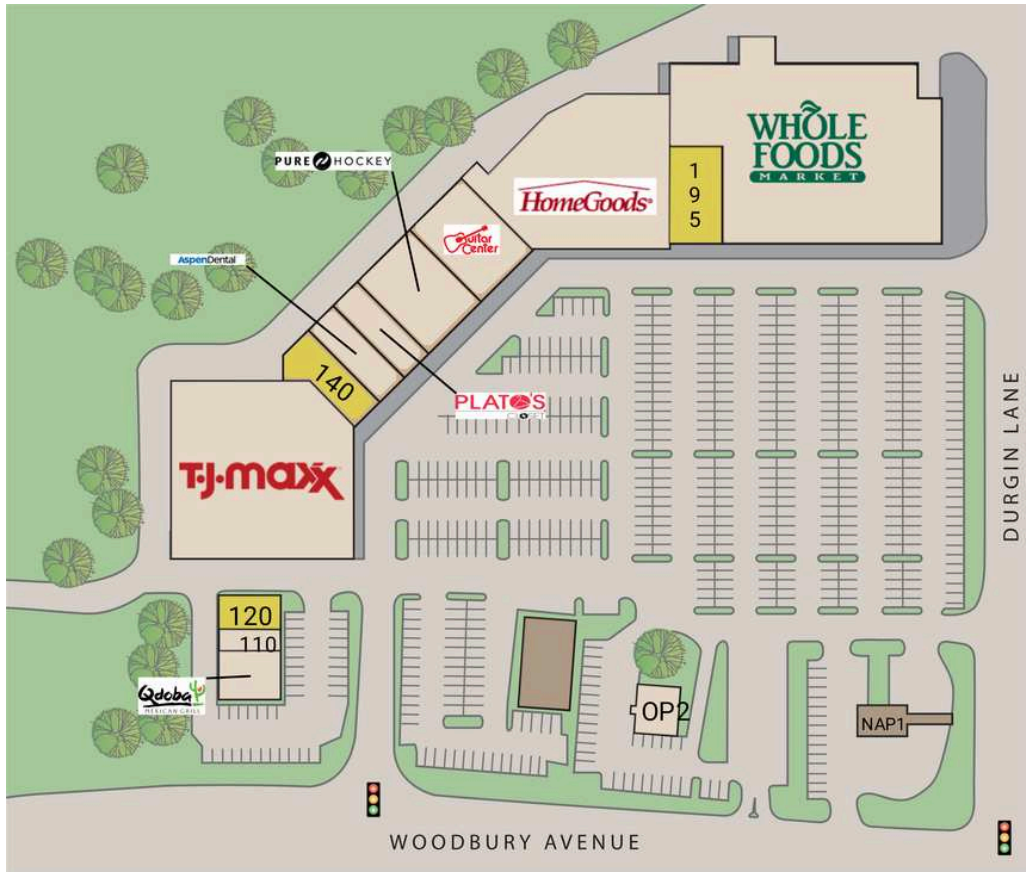 WHOLE
FOODS
MARKET
1
9
5
PURE HOCKEY
HomeGoods
Guitar
Center
AspenDental
140
PLATO'S
CLOSET
T·J·maxx
DURGIN LANE
120
110
Qdoba
MEXICAN GRILL
OP2
NAP1
WOODBURY AVENUE